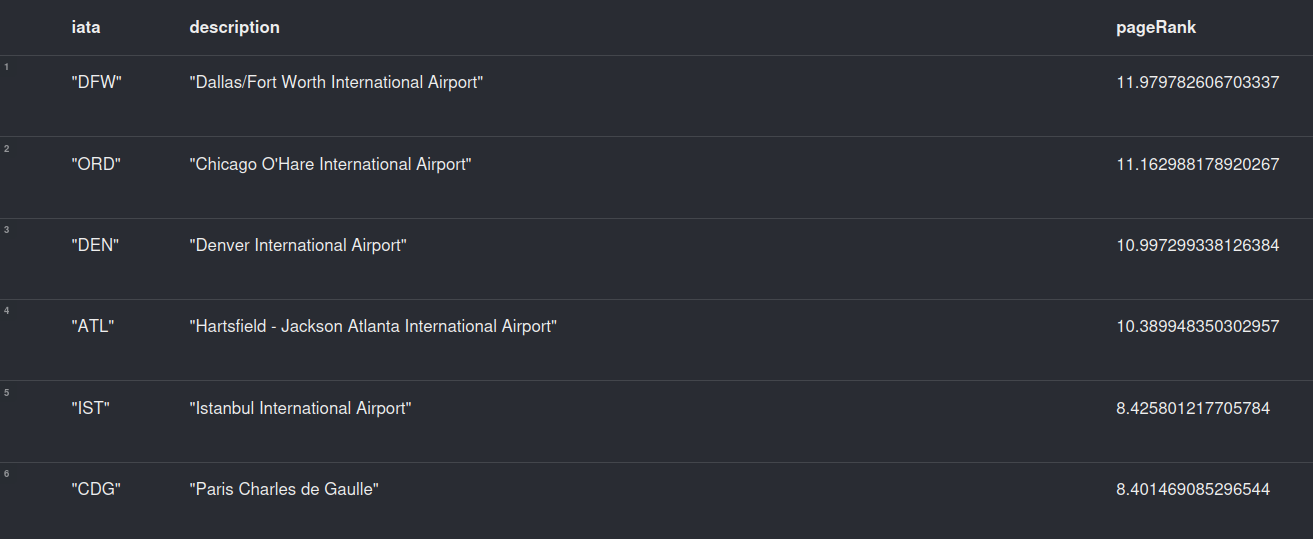 iata description pageRank
1 "DFW" "Dallas/Fort Worth International Airport" 11.979782606703337
2 "ORD" "Chicago O'Hare International Airport" 11.162988178920267
3 "DEN" "Denver International Airport" 10.997299338126384
4 "ATL" "Hartsfield - Jackson Atlanta International Airport" 10.389948350302957
5 "IST" "Istanbul International Airport" 8.425801217705784
6 "CDG" "Paris Charles de Gaulle" 8.401469085296544